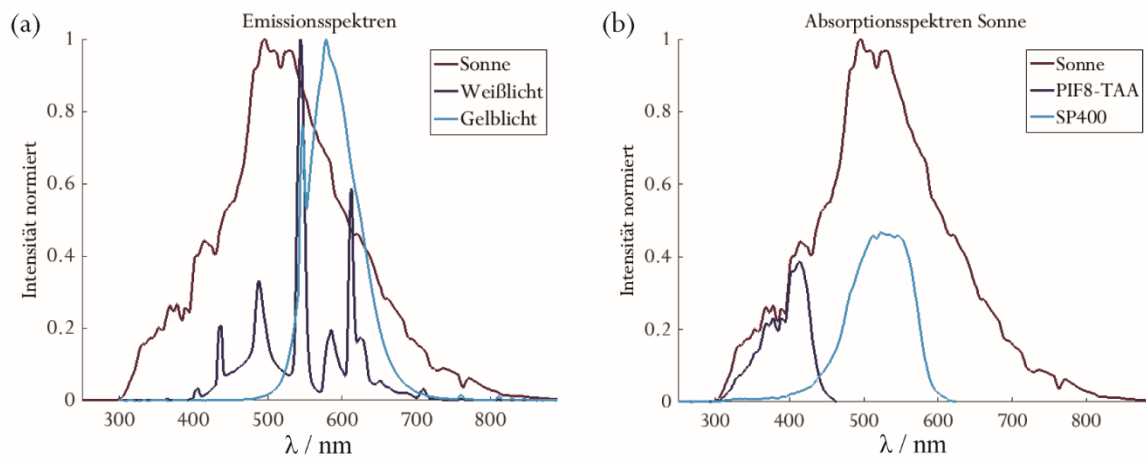 (a)
Emissionsspektren
Intensität normiert
1
0.8
0.6
0.4
0.2
0
300 400 500 600 700 800
λ / nm
Sonne
Weißlicht
Gelblicht
(b)
Absorptionsspektren Sonne
Intensität normiert
1
0.8
0.6
0.4
0.2
0
300 400 500 600 700 800
λ / nm
Sonne
PIF8-TAA
SP400